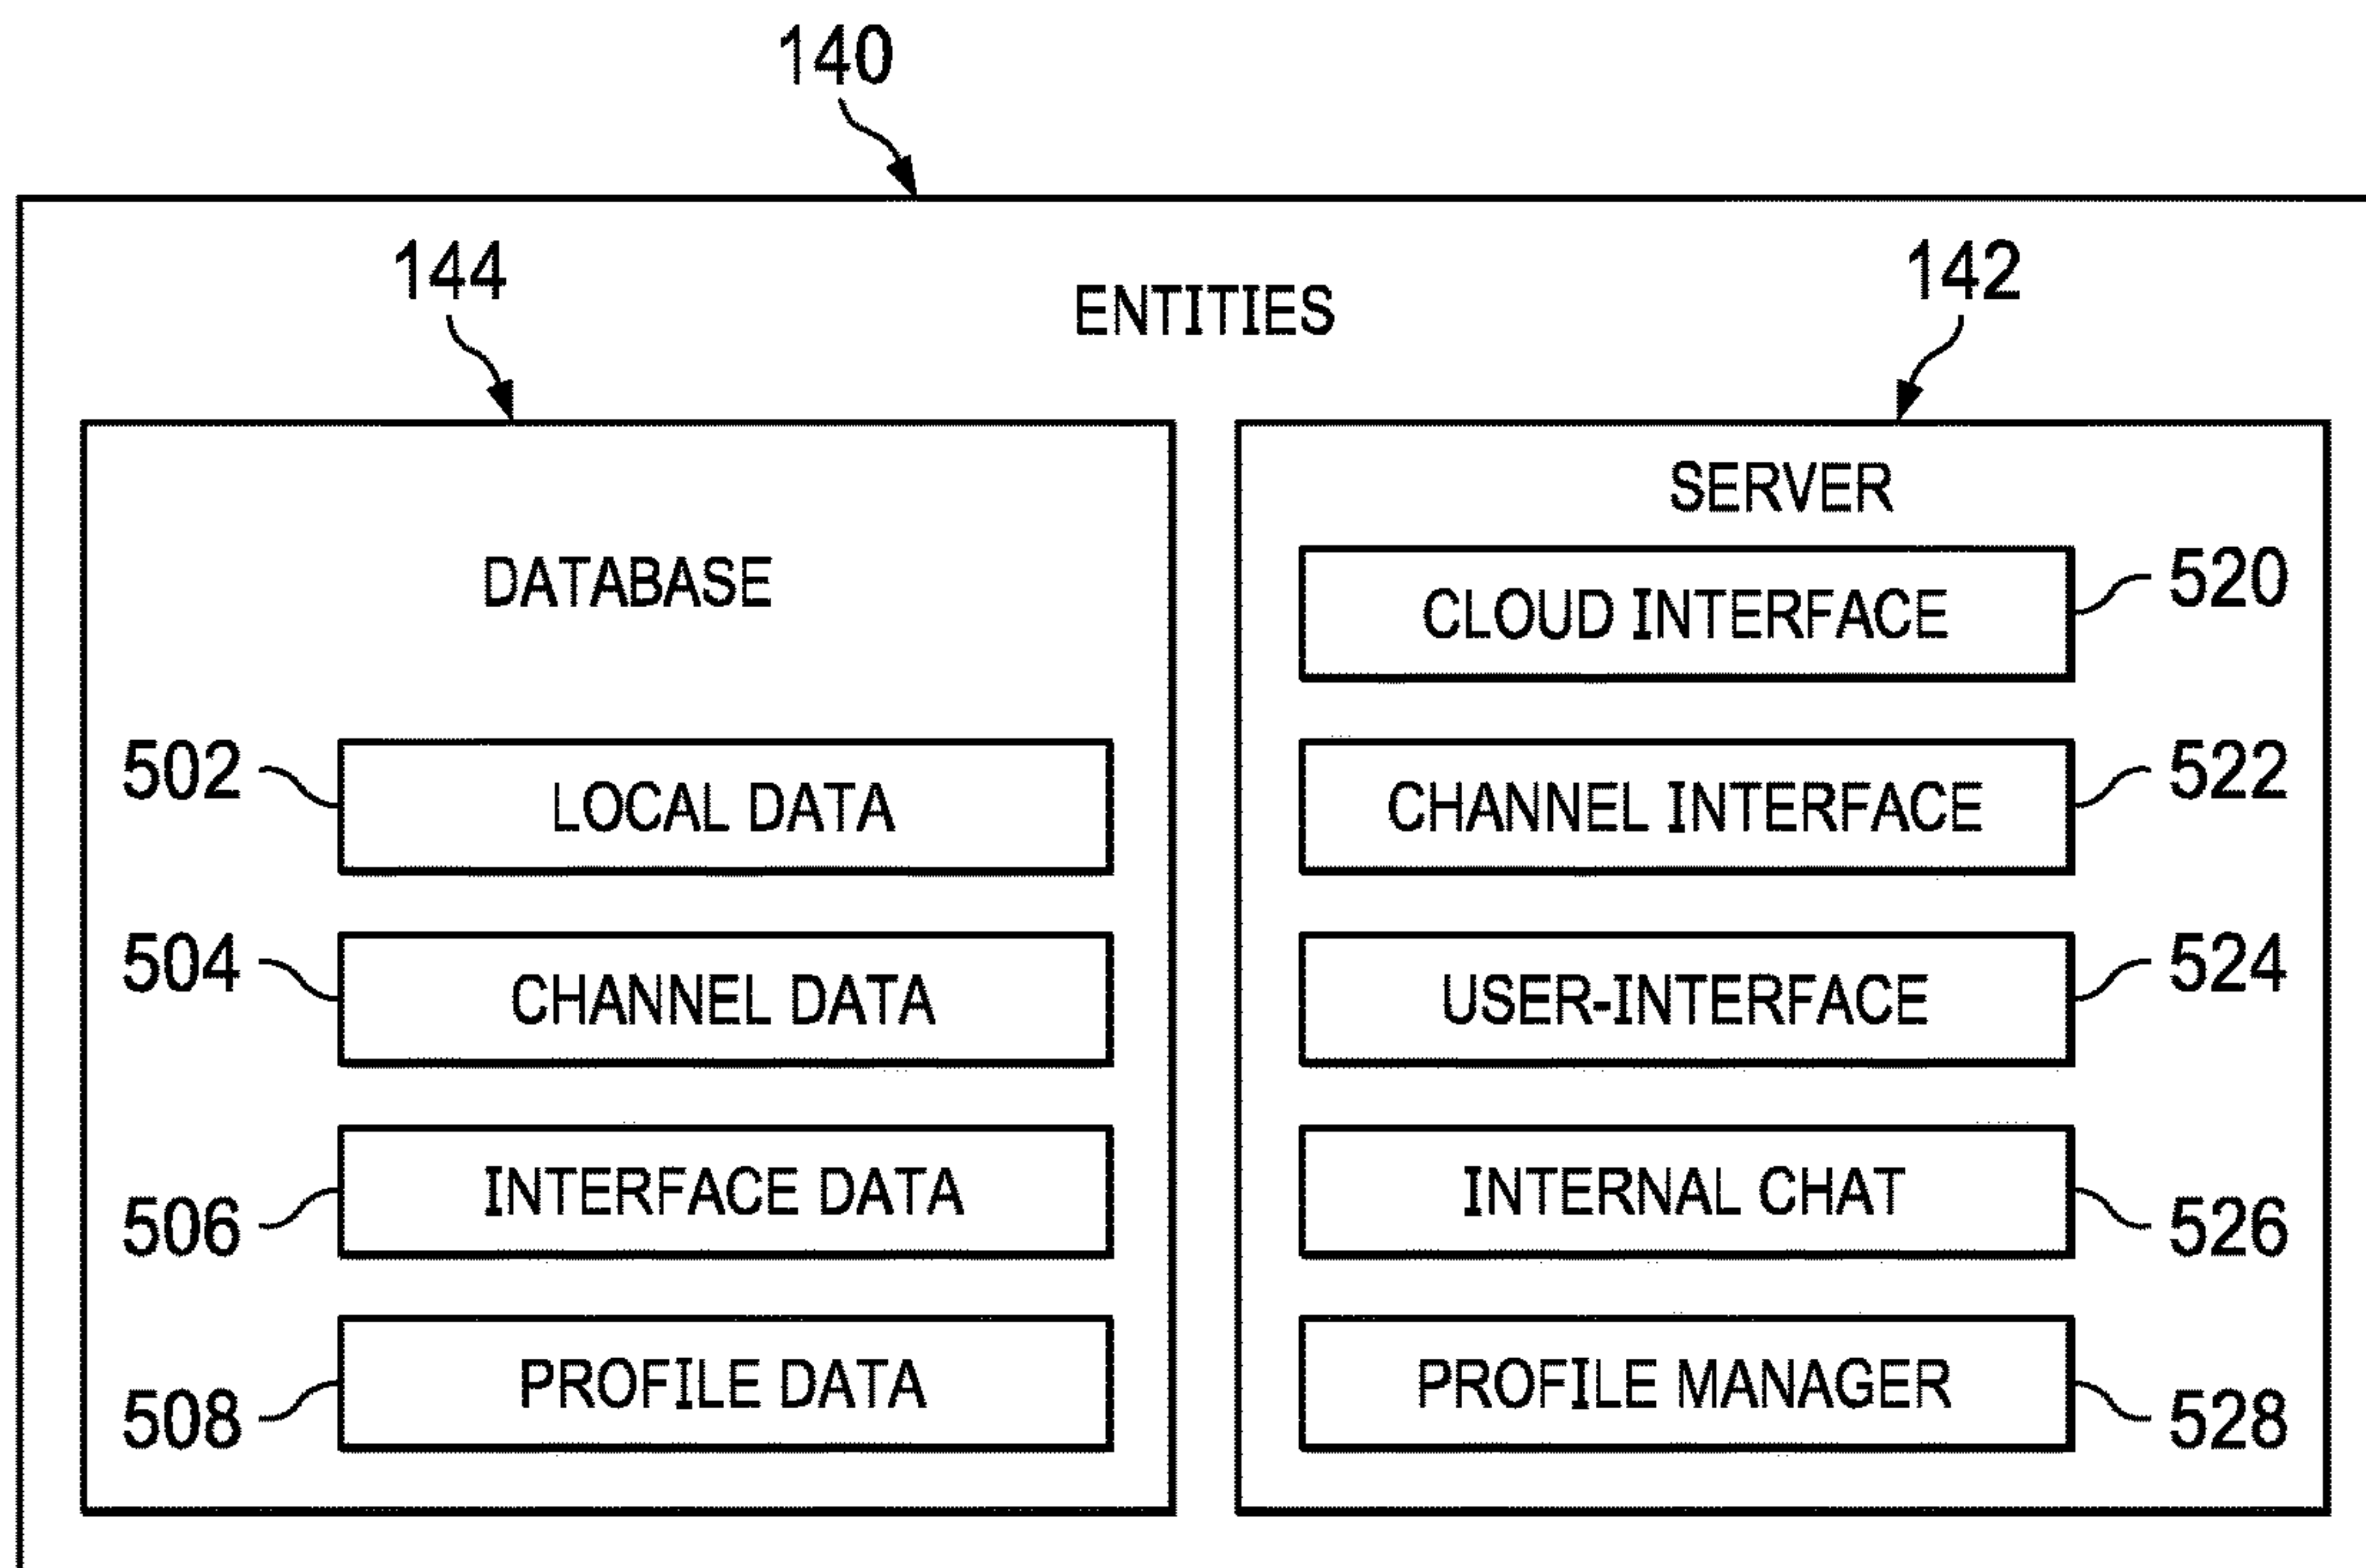 140
144
ENTITIES
142
DATABASE
502 LOCAL DATA
504 CHANNEL DATA
506 INTERFACE DATA
508 PROFILE DATA
SERVER
CLOUD INTERFACE 520
CHANNEL INTERFACE 522
USER-INTERFACE 524
INTERNAL CHAT 526
PROFILE MANAGER 528